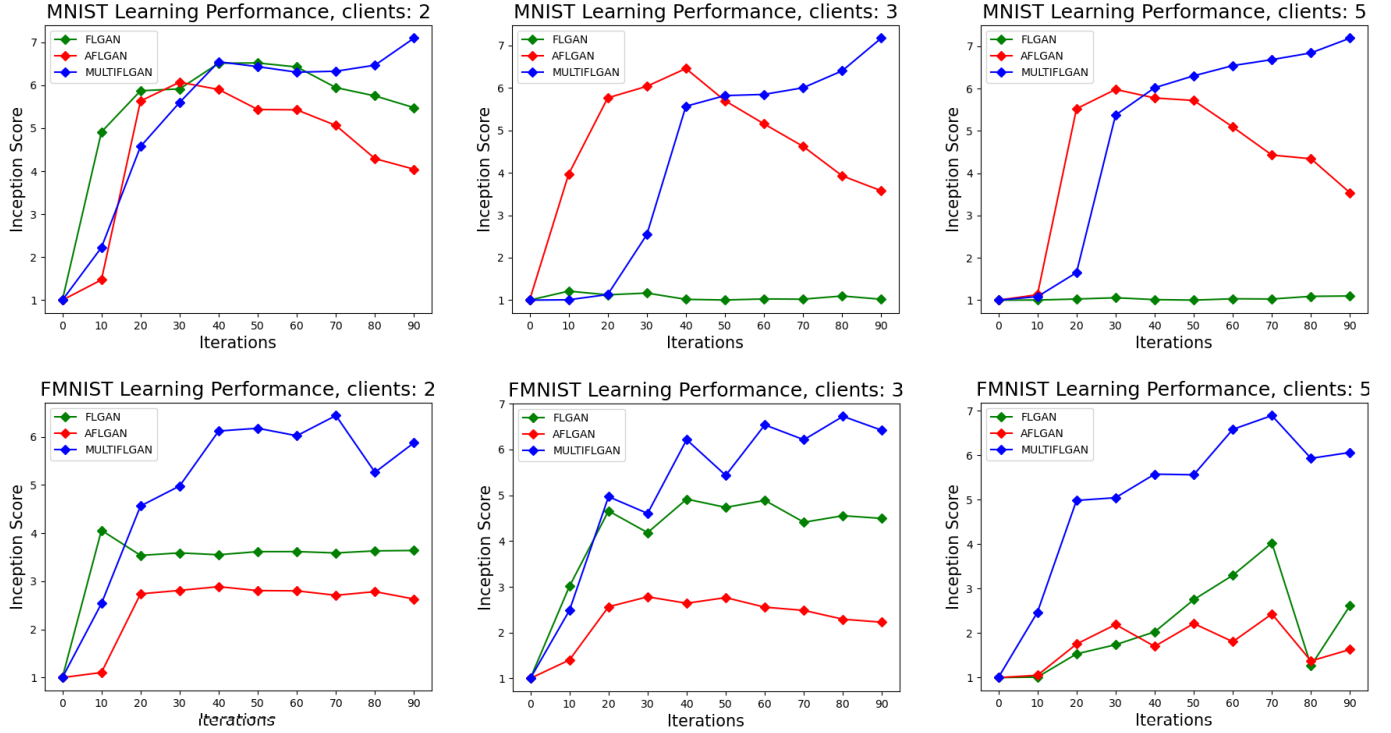 MNIST Learning Performance, clients: 2
7
6
5
4
3
2
1
Inception Score
FLGAN
AFLGAN
MULTIFLGAN
0 10 20 30 40 50 60 70 80 90
Iterations
MNIST Learning Performance, clients: 3
7
6
5
4
3
2
1
Inception Score
FLGAN
AFLGAN
MULTIFLGAN
0 10 20 30 40 50 60 70 80 90
Iterations
MNIST Learning Performance, clients: 5
7
6
5
4
3
2
1
Inception Score
FLGAN
AFLGAN
MULTIFLGAN
0 10 20 30 40 50 60 70 80 90
Iterations
FMNIST Learning Performance, clients: 2
6
5
4
3
2
1
Inception Score
FLGAN
AFLGAN
MULTIFLGAN
0 10 20 30 40 50 60 70 80 90
Iterations
FMNIST Learning Performance, clients: 3
7
6
5
4
3
2
1
Inception Score
FLGAN
AFLGAN
MULTIFLGAN
0 10 20 30 40 50 60 70 80 90
Iterations
FMNIST Learning Performance, clients: 5
7
6
5
4
3
2
1
Inception Score
FLGAN
AFLGAN
MULTIFLGAN
0 10 20 30 40 50 60 70 80 90
Iterations